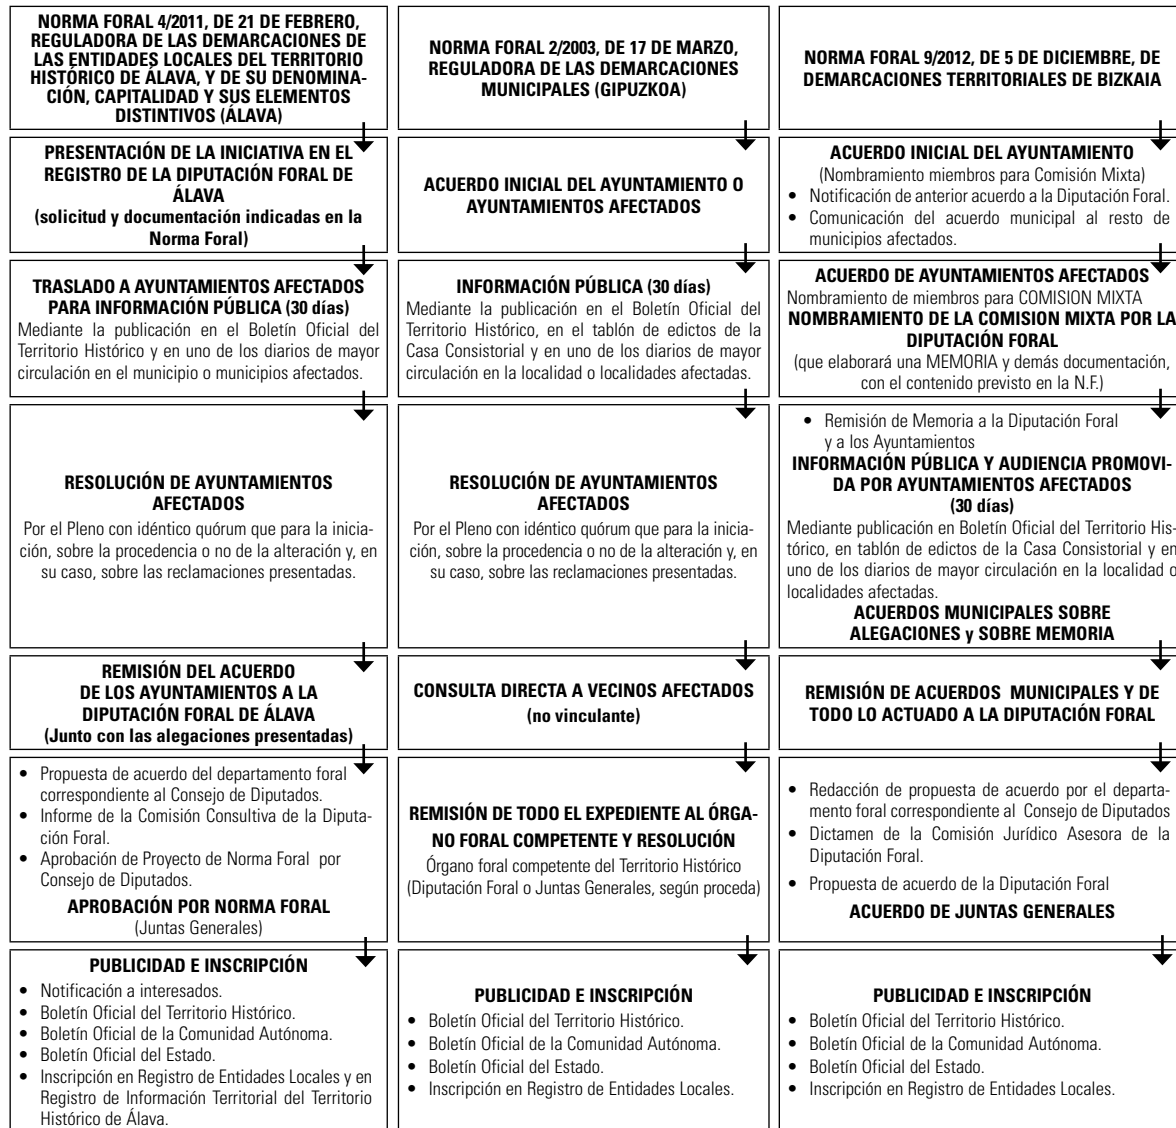 NORMA FORAL 4/2011, DE 21 DE FEBRERO,
REGULADORA DE LAS DEMARCACIONES DE
LAS ENTIDADES LOCALES DEL TERRITORIO
HISTÓRICO DE ÁLAVA, Y DE SU DENOMINA-
CIÓN, CAPITALIDAD Y SUS ELEMENTOS
DISTINTIVOS (ÁLAVA)
NORMA FORAL 2/2003, DE 17 DE MARZO,
REGULADORA DE LAS DEMARCACIONES
MUNICIPALES (GIPUZKOA)
NORMA FORAL 9/2012, DE 5 DE DICIEMBRE, DE
DEMARCACIONES TERRITORIALES DE BIZKAIA
PRESENTACIÓN DE LA INICIATIVA EN EL
REGISTRO DE LA DIPUTACIÓN FORAL DE
ÁLAVA
(solicitud y documentación indicadas en la
Norma Foral)
ACUERDO INICIAL DEL AYUNTAMIENTO O
AYUNTAMIENTOS AFECTADOS
ACUERDO INICIAL DEL AYUNTAMIENTO
(Nombramiento miembros para Comisión Mixta)
• Notificación de anterior acuerdo a la Diputación Foral.
• Comunicación del acuerdo municipal al resto de
municipios afectados.
TRASLADO A AYUNTAMIENTOS AFECTADOS
PARA INFORMACIÓN PÚBLICA (30 días)
Mediante la publicación en el Boletín Oficial del
Territorio Histórico y en uno de los diarios de mayor
circulación en el municipio o municipios afectados.
INFORMACIÓN PÚBLICA (30 días)
Mediante la publicación en el Boletín Oficial del
Territorio Histórico, en el tablón de edictos de la
Casa Consistorial y en uno de los diarios de mayor
circulación en la localidad o localidades afectadas.
ACUERDO DE AYUNTAMIENTOS AFECTADOS
Nombramiento de miembros para COMISION MIXTA
NOMBRAMIENTO DE LA COMISION MIXTA POR LA
DIPUTACIÓN FORAL
(que elaborará una MEMORIA y demás documentación,
con el contenido previsto en la N.F.)
RESOLUCIÓN DE AYUNTAMIENTOS
AFECTADOS
Por el Pleno con idéntico quórum que para la inicia-
ción, sobre la procedencia o no de la alteración y, en
su caso, sobre las reclamaciones presentadas.
RESOLUCIÓN DE AYUNTAMIENTOS
AFECTADOS
Por el Pleno con idéntico quórum que para la inicia-
ción, sobre la procedencia o no de la alteración y, en
su caso, sobre las reclamaciones presentadas.
• Remisión de Memoria a la Diputación Foral
y a los Ayuntamientos
INFORMACIÓN PÚBLICA Y AUDIENCIA PROMOVI-
DA POR AYUNTAMIENTOS AFECTADOS
(30 días)
Mediante publicación en Boletín Oficial del Territorio His-
tórico, en tablón de edictos de la Casa Consistorial y en
uno de los diarios de mayor circulación en la localidad o
localidades afectadas.
ACUERDOS MUNICIPALES SOBRE
ALEGACIONES y SOBRE MEMORIA
REMISIÓN DEL ACUERDO
DE LOS AYUNTAMIENTOS A LA
DIPUTACIÓN FORAL DE ÁLAVA
(Junto con las alegaciones presentadas)
CONSULTA DIRECTA A VECINOS AFECTADOS
(no vinculante)
REMISIÓN DE ACUERDOS MUNICIPALES Y DE
TODO LO ACTUADO A LA DIPUTACIÓN FORAL
• Propuesta de acuerdo del departamento foral
correspondiente al Consejo de Diputados.
• Informe de la Comisión Consultiva de la Diputa-
ción Foral.
• Aprobación de Proyecto de Norma Foral por
Consejo de Diputados.
APROBACIÓN POR NORMA FORAL
(Juntas Generales)
REMISIÓN DE TODO EL EXPEDIENTE AL ÓRGA-
NO FORAL COMPETENTE Y RESOLUCIÓN
Órgano foral competente del Territorio Histórico
(Diputación Foral o Juntas Generales, según proceda)
• Redacción de propuesta de acuerdo por el departa-
mento foral correspondiente al Consejo de Diputados
• Dictamen de la Comisión Jurídico Asesora de la
Diputación Foral.
• Propuesta de acuerdo de la Diputación Foral
ACUERDO DE JUNTAS GENERALES
PUBLICIDAD E INSCRIPCIÓN
• Notificación a interesados.
• Boletín Oficial del Territorio Histórico.
• Boletín Oficial de la Comunidad Autónoma.
• Boletín Oficial del Estado.
• Inscripción en Registro de Entidades Locales y en
Registro de Información Territorial del Territorio
Histórico de Álava.
PUBLICIDAD E INSCRIPCIÓN
• Boletín Oficial del Territorio Histórico.
• Boletín Oficial de la Comunidad Autónoma.
• Boletín Oficial del Estado.
• Inscripción en Registro de Entidades Locales.
PUBLICIDAD E INSCRIPCIÓN
• Boletín Oficial del Territorio Histórico.
• Boletín Oficial de la Comunidad Autónoma.
• Boletín Oficial del Estado.
• Inscripción en Registro de Entidades Locales.